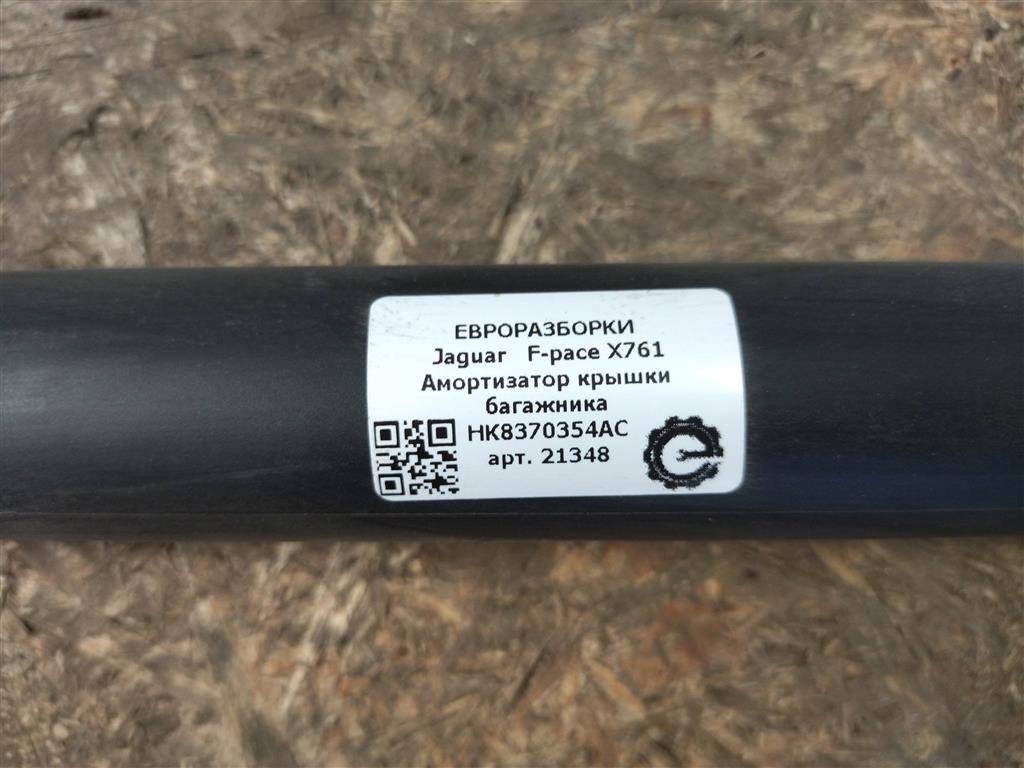 ЕВРОРАЗБОРКИ
Jaguar F-pace X761
Амортизатор крышки
багажника
HK8370354AC
арт. 21348